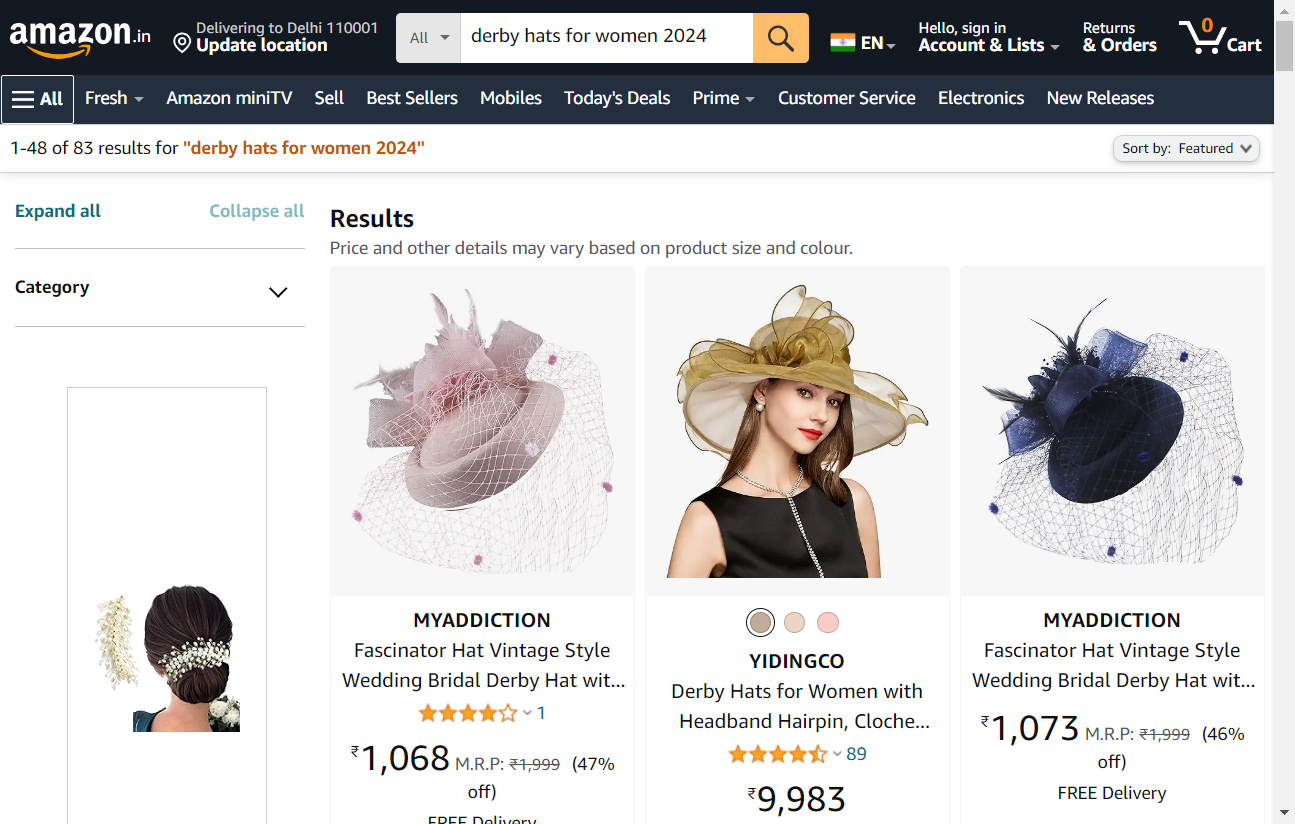 amazon.in
Delivering to Delhi 110001
Update location
All
derby hats for women 2024
EN
Hello, sign in
Account & Lists
Returns
& Orders
0
Cart
All
Fresh
Amazon miniTV
Sell
Best Sellers
Mobiles
Today's Deals
Prime
Customer Service
Electronics
New Releases
1-48 of 83 results for "derby hats for women 2024"
Sort by: Featured
Expand all
Collapse all
Category
Results
Price and other details may vary based on product size and colour.
MYADDICTION
Fascinator Hat Vintage Style
Wedding Bridal Derby Hat wit...
1
₹1,068 M.R.P: ₹1,999 (47%
off)
FREE Delivery
YIDINGCO
Derby Hats for Women with
Headband Hairpin, Cloche...
89
₹9,983
MYADDICTION
Fascinator Hat Vintage Style
Wedding Bridal Derby Hat wit...
₹1,073 M.R.P: ₹1,999 (46%
off)
FREE Delivery